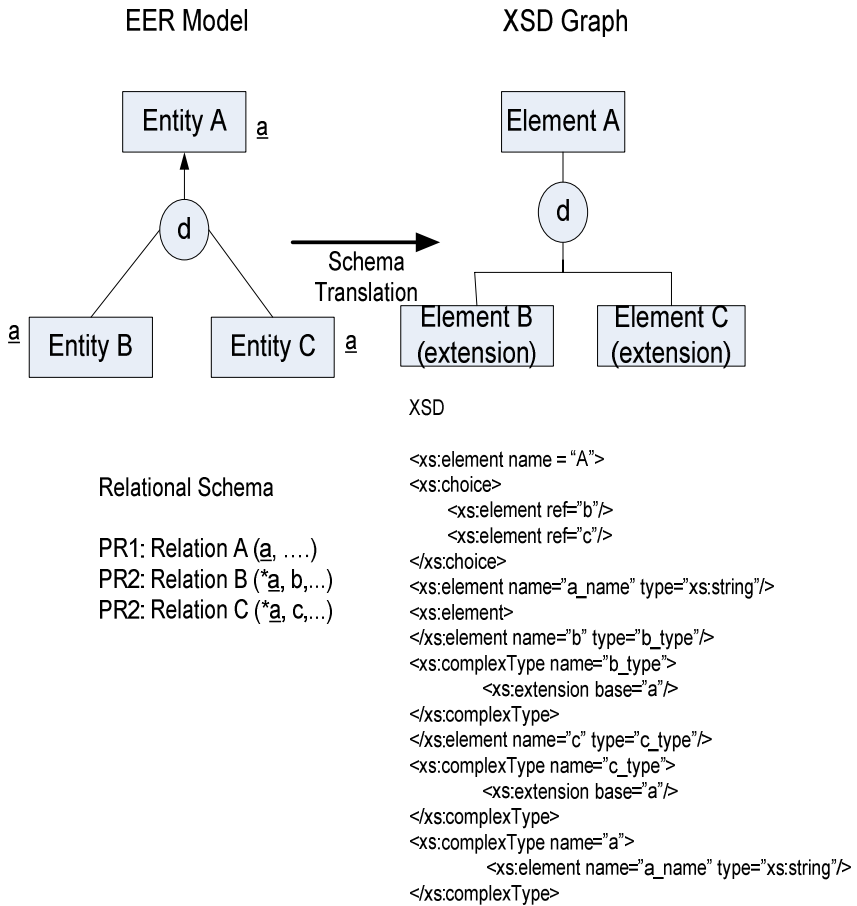 EER Model
XSD Graph
Entity A
a
Element A
d
d
Schema
Translation
a
Entity B
Entity C
a
Element B
(extension)
Element C
(extension)
Relational Schema
PR1: Relation A (a, ....)
PR2: Relation B (*a, b,...)
PR2: Relation C (*a, c,...)
XSD
<xs:element name = “A”>
<xs:choice>
<xs:element ref=”b”/>
<xs:element ref=”c”/>
</xs:choice>
<xs:element name=”a_name” type=”xs:string”/>
<xs:element>
</xs:element name=”b” type=”b_type”/>
<xs:complexType name=”b_type”>
<xs:extension base=”a”/>
</xs:complexType>
</xs:element name=”c” type=”c_type”/>
<xs:complexType name=”c_type”>
<xs:extension base=”a”/>
</xs:complexType>
<xs:complexType name=”a”>
<xs:element name=”a_name” type=”xs:string”/>
</xs:complexType>